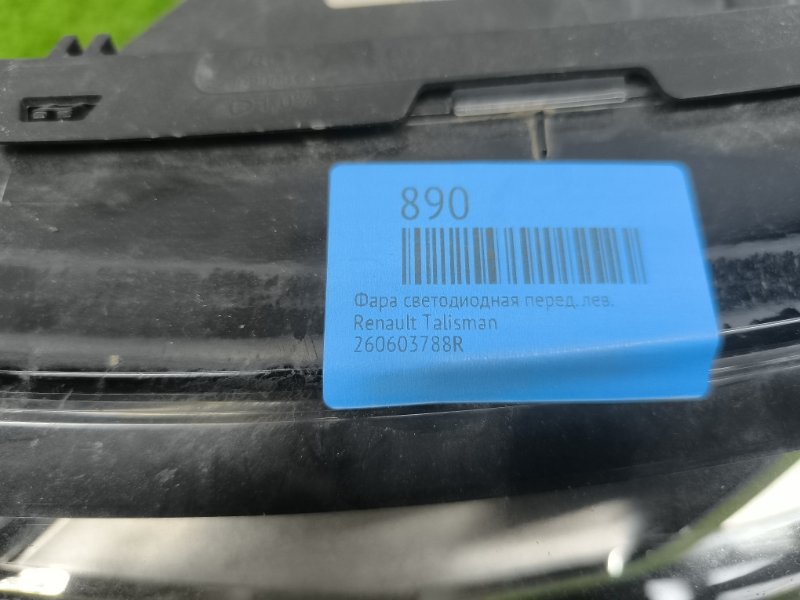 890
Фара светодиодная перед. лев.
Renault Talisman
260603788R